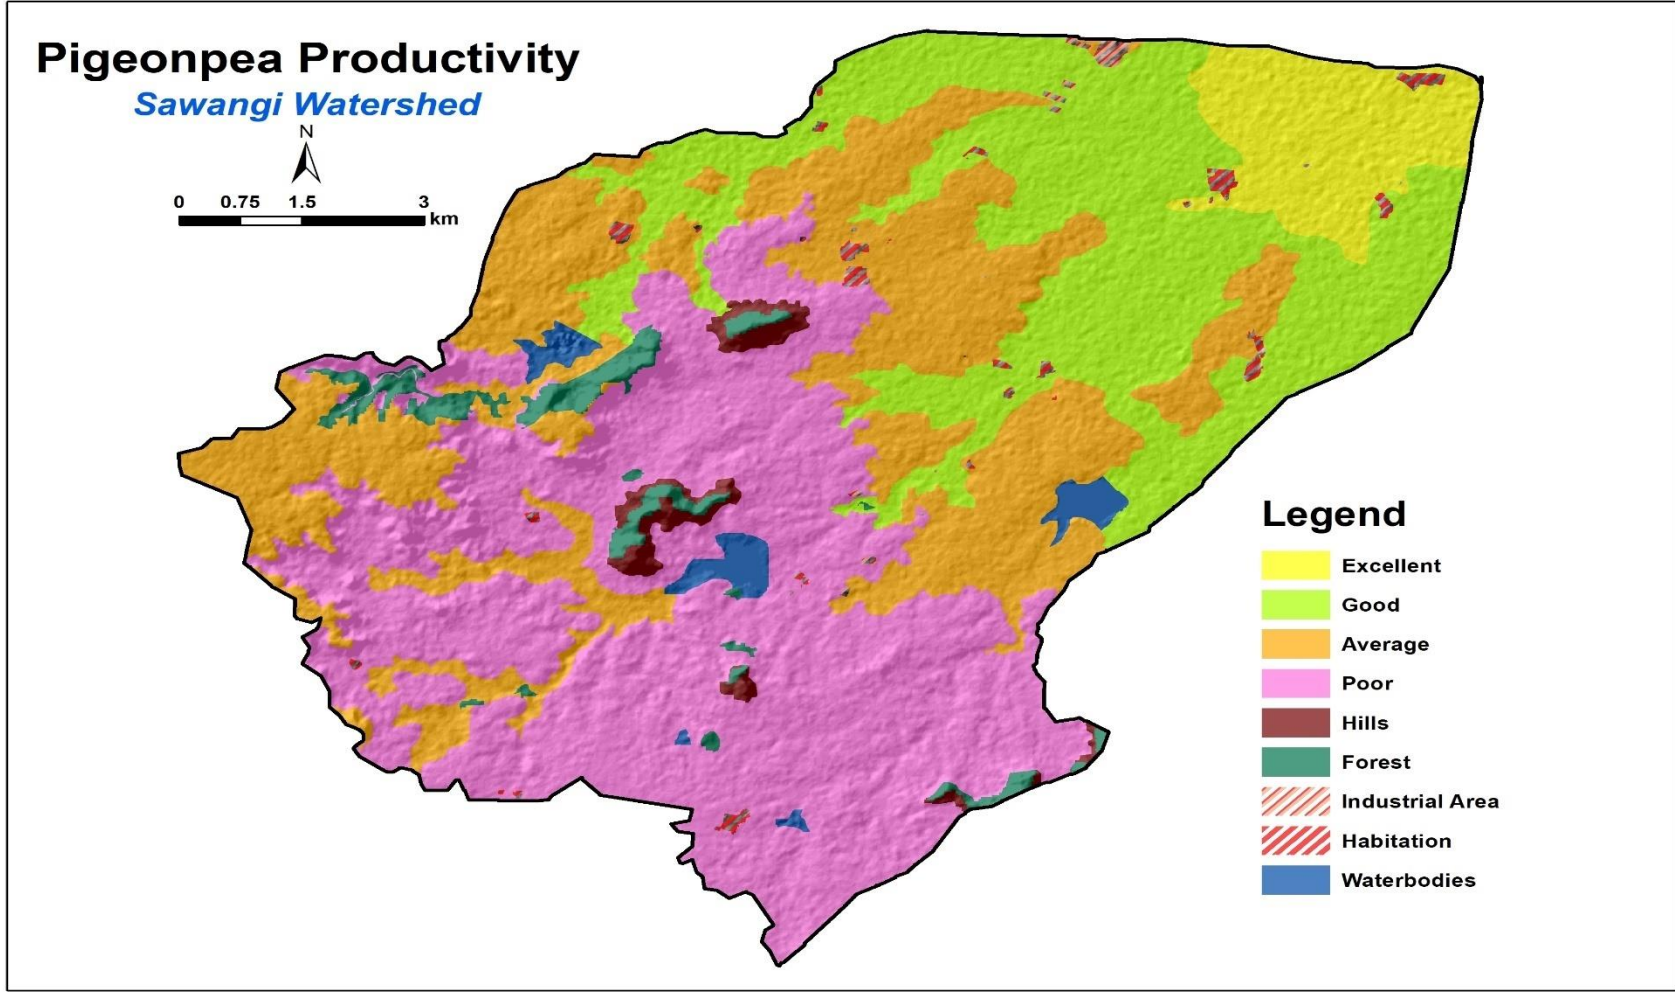 Pigeonpea Productivity
Sawangi Watershed
N
0 0.75 1.5 3
km
Legend
Excellent
Good
Average
Poor
Hills
Forest
Industrial Area
Habitation
Waterbodies